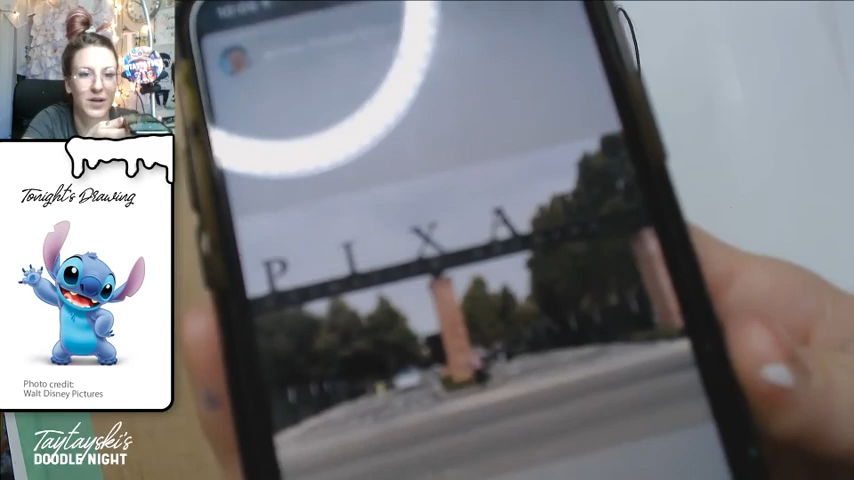 Tonight's Drawing
Photo credit:
Walt Disney Pictures
Taytayski's
DOODLE NIGHT
P I X A